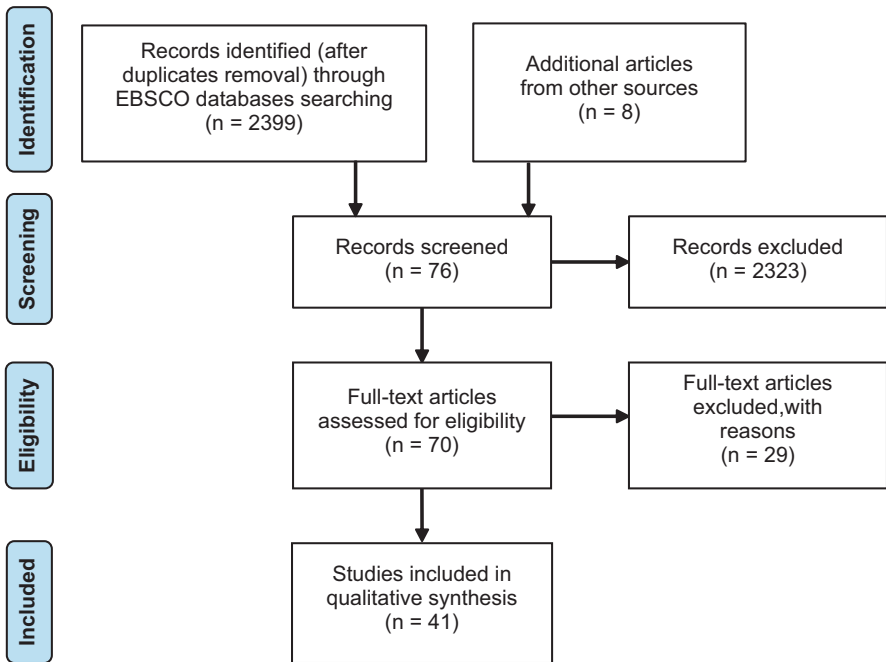 Identification
Records identified (after
duplicates removal) through
EBSCO databases searching
(n = 2399)
Additional articles
from other sources
(n = 8)
Screening
Records screened
(n = 76)
Records excluded
(n = 2323)
Eligibility
Full-text articles
assessed for eligibility
(n = 70)
Full-text articles
excluded,with
reasons
(n = 29)
Included
Studies included in
qualitative synthesis
(n = 41)